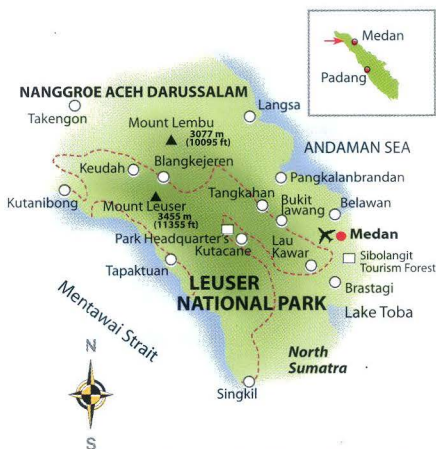 Medan
Padang
NANGGROE ACEH DARUSSALAM
Takengon
Langsa
Mount Lembu
3077 m
(10095 ft)
ANDAMAN SEA
Keudah
Blangkejeren
Pangkalanbrandan
Kutanibong
Tangkahan
Bukit
lawang
Belawan
Mount Leuser
3455 m
(11355 ft)
Medan
Park Headquarter's
Kutacane
Lau
Kawar
Sibolangit
Tourism Forest
Tapaktuan
LEUSER
NATIONAL PARK
Brastagi
Lake Toba
Mentawai Strait
North
Sumatra
Singkil
N
S